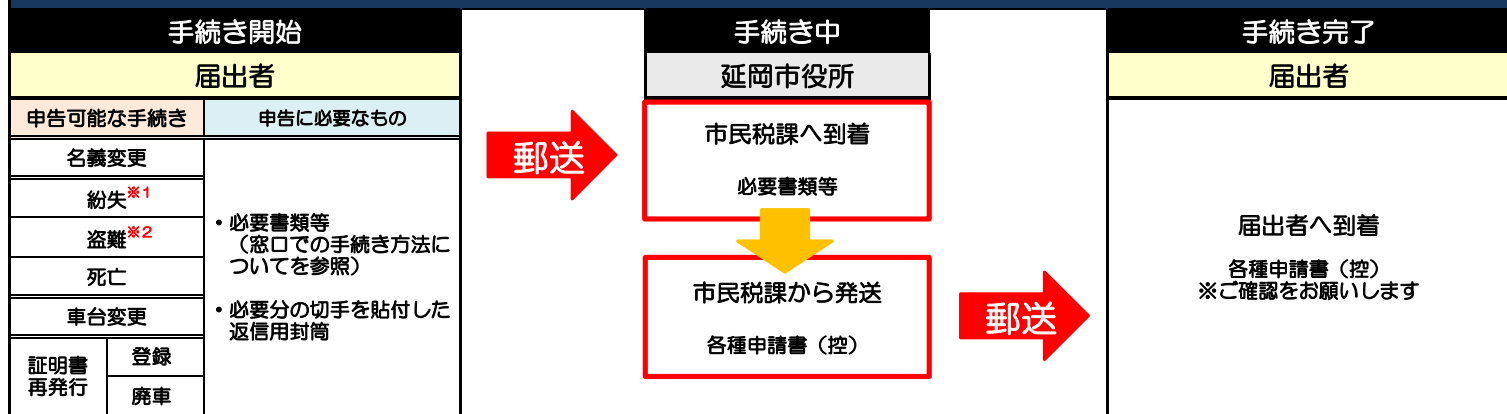 手続き開始
届出者
申告可能な手続き
申告に必要なもの
名義変更
紛失※1
盗難※2
死亡
車台変更
証明書
再発行
登録
廃車
・必要書類等
（窓口での手続き方法に
ついてを参照）
・必要分の切手を貼付した
返信用封筒
郵送
手続き中
延岡市役所
市民税課へ到着
必要書類等
市民税課から発送
各種申請書（控）
郵送
手続き完了
届出者
届出者へ到着
各種申請書（控）
※ご確認をお願いします